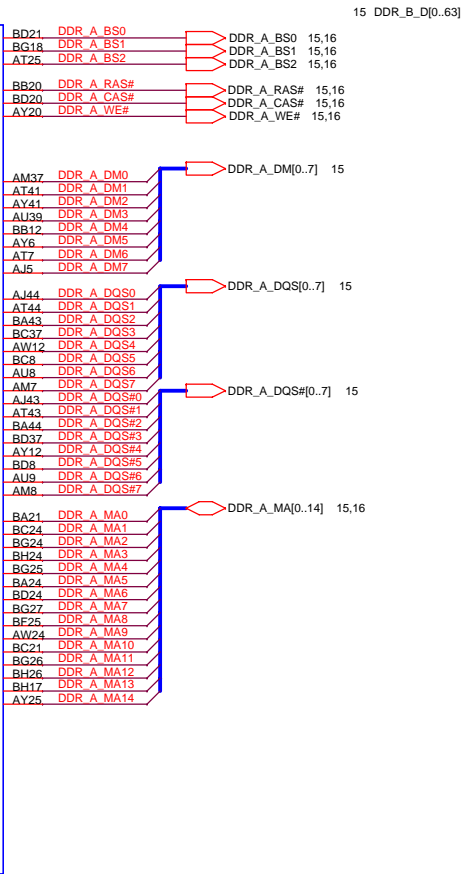 15 DDR_B_D[0..63]
BD21 DDR_A_BS0 DDR_A_BS0 15,16
BG18 DDR_A_BS1 DDR_A_BS1 15,16
AT25 DDR_A_BS2 DDR_A_BS2 15,16
BB20 DDR_A_RAS# DDR_A_RAS# 15,16
BD20 DDR_A_CAS# DDR_A_CAS# 15,16
AY20 DDR_A_WE# DDR_A_WE# 15,16
DDR_A_DM[0..7] 15
AM37 DDR_A_DM0
AT41 DDR_A_DM1
AY41 DDR_A_DM2
AU39 DDR_A_DM3
BB12 DDR_A_DM4
AY6 DDR_A_DM5
AT7 DDR_A_DM6
AJ5 DDR_A_DM7
DDR_A_DQS[0..7] 15
AJ44 DDR_A_DQS0
AT44 DDR_A_DQS1
BA43 DDR_A_DQS2
BC37 DDR_A_DQS3
AW12 DDR_A_DQS4
BC8 DDR_A_DQS5
AU8 DDR_A_DQS6
AM7 DDR_A_DQS7
DDR_A_DQS#[0..7] 15
AJ43 DDR_A_DQS#0
AT43 DDR_A_DQS#1
BA44 DDR_A_DQS#2
BD37 DDR_A_DQS#3
AY12 DDR_A_DQS#4
BD8 DDR_A_DQS#5
AU9 DDR_A_DQS#6
AM8 DDR_A_DQS#7
DDR_A_MA[0..14] 15,16
BA21 DDR_A_MA0
BC24 DDR_A_MA1
BG24 DDR_A_MA2
BH24 DDR_A_MA3
BG25 DDR_A_MA4
BA24 DDR_A_MA5
BD24 DDR_A_MA6
BG27 DDR_A_MA7
BF25 DDR_A_MA8
AW24 DDR_A_MA9
BC21 DDR_A_MA10
BG26 DDR_A_MA11
BH26 DDR_A_MA12
BH17 DDR_A_MA13
AY25 DDR_A_MA14